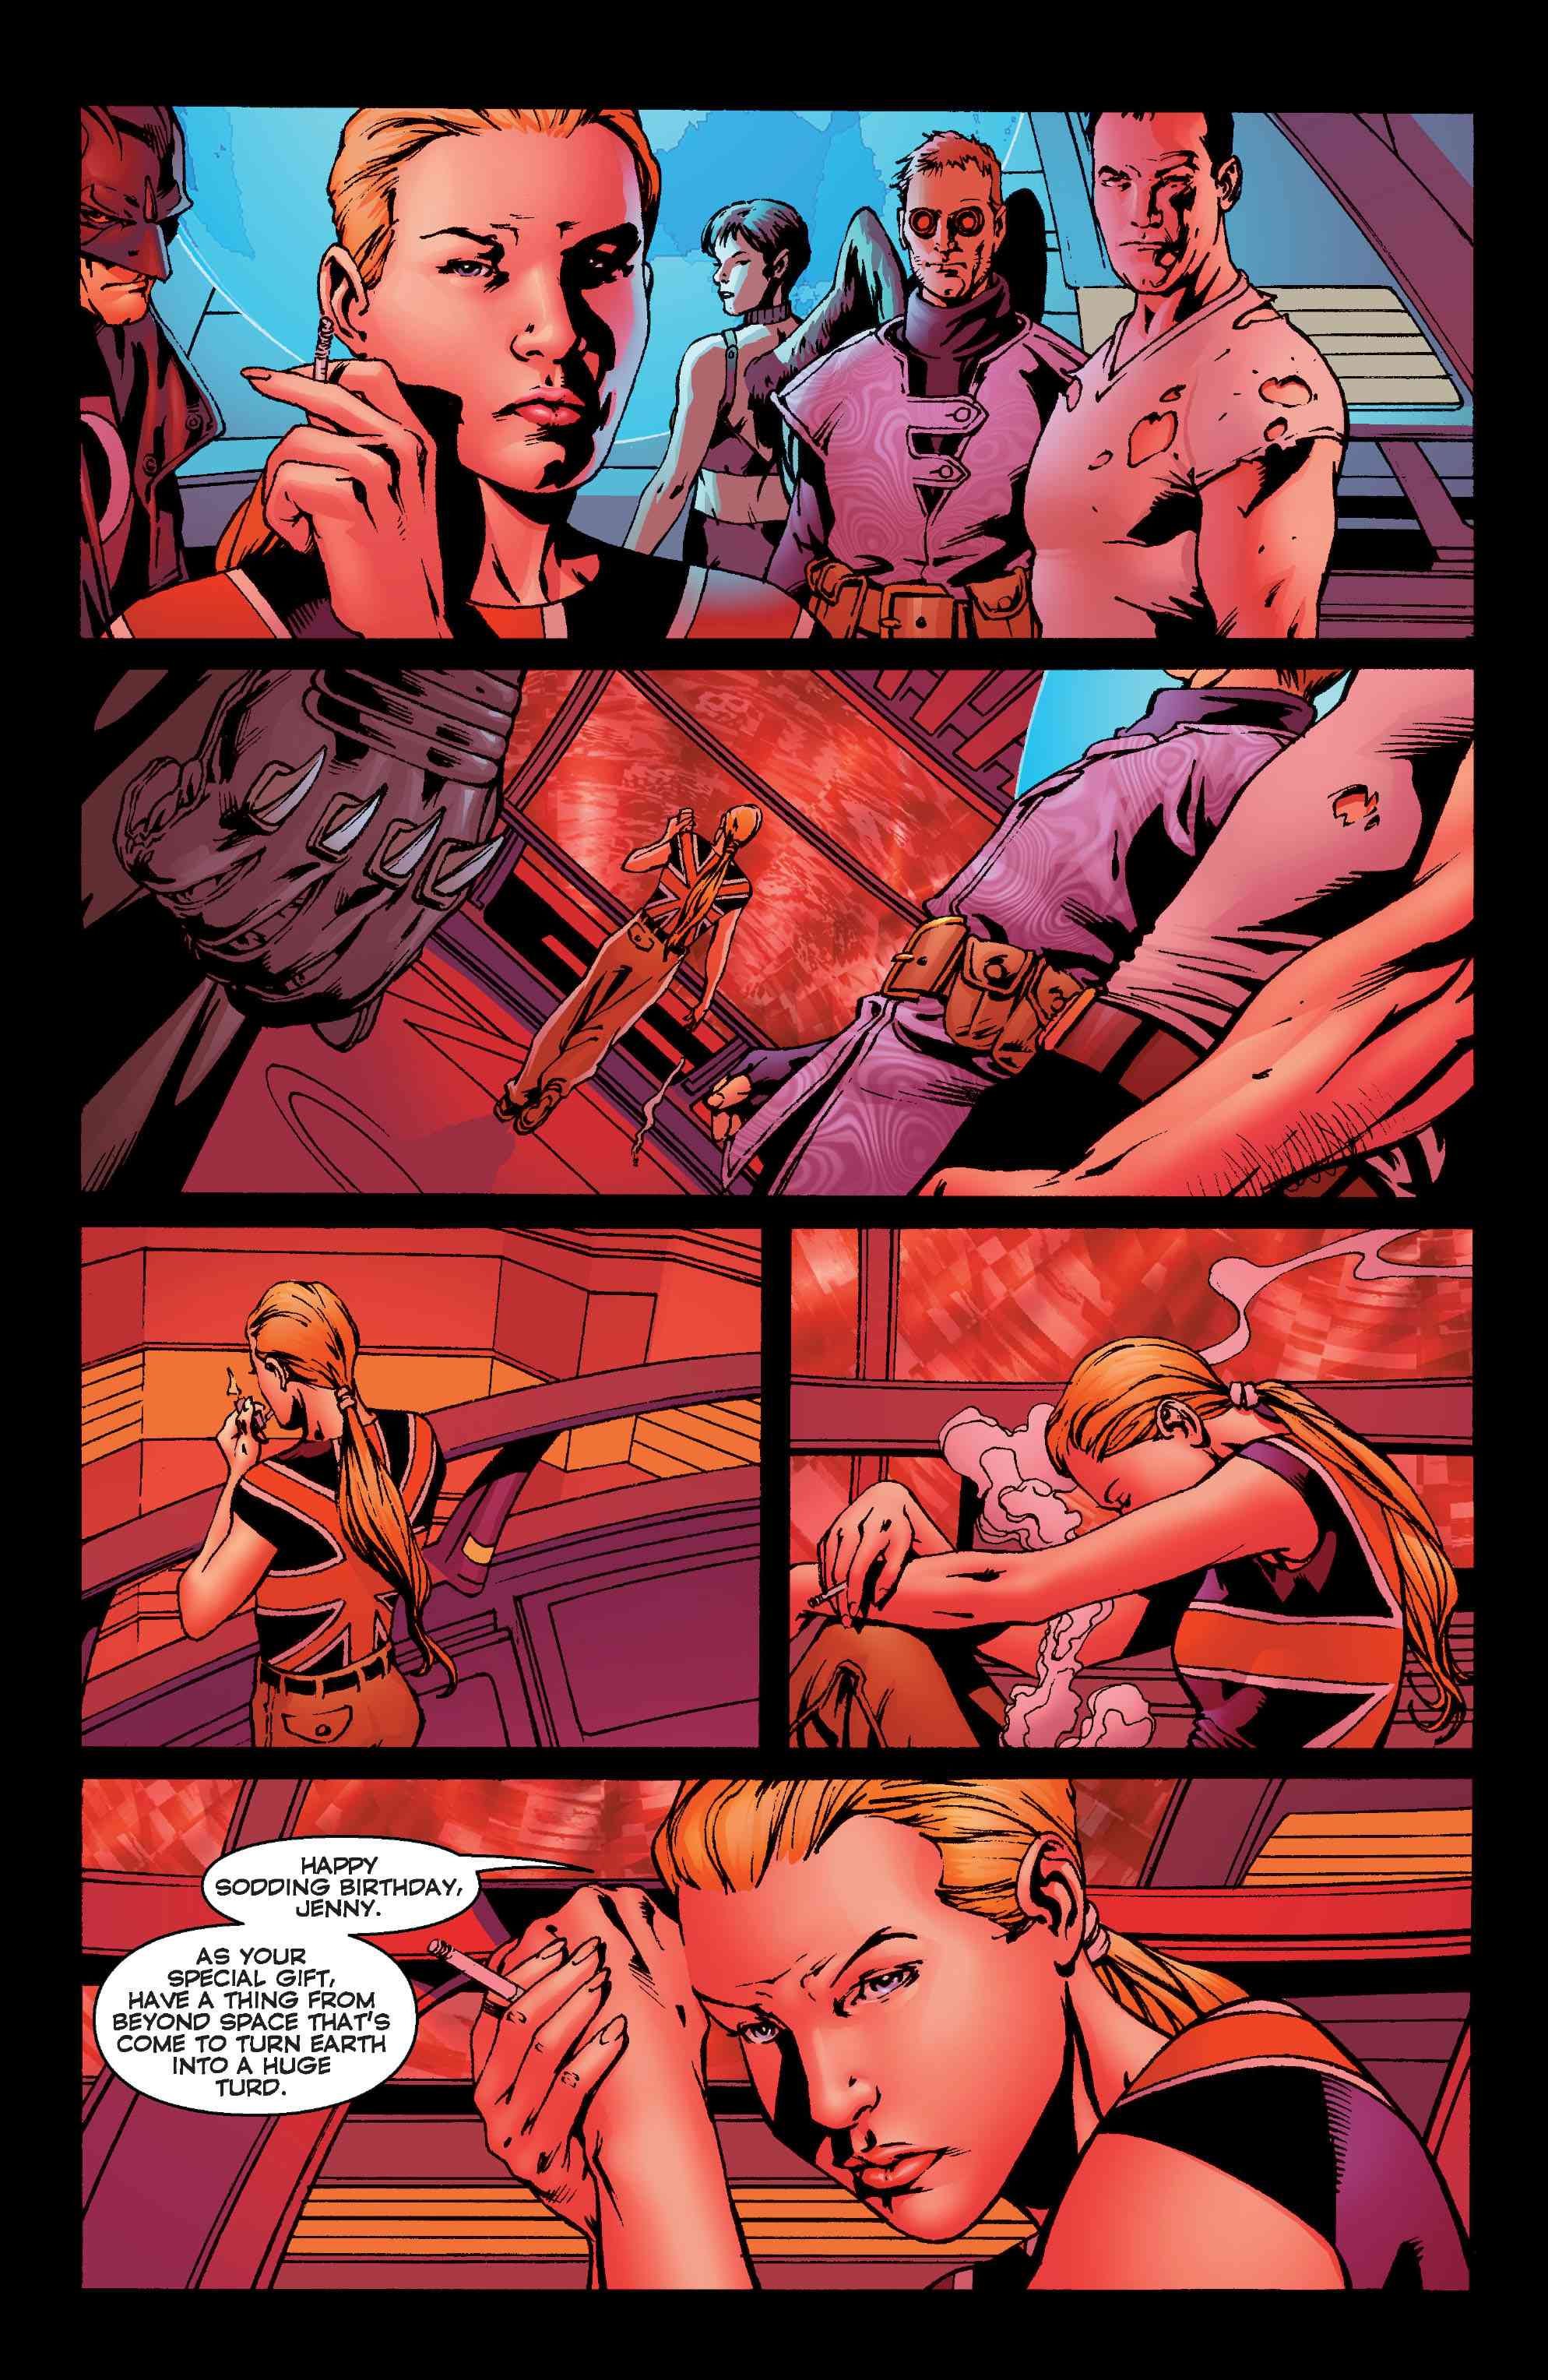 HAPPY
SODDING BIRTHDAY,
JENNY.
AS YOUR
SPECIAL GIFT,
HAVE A THING FROM
BEYOND SPACE THAT'S
COME TO TURN EARTH
INTO A HUGE
TURD.